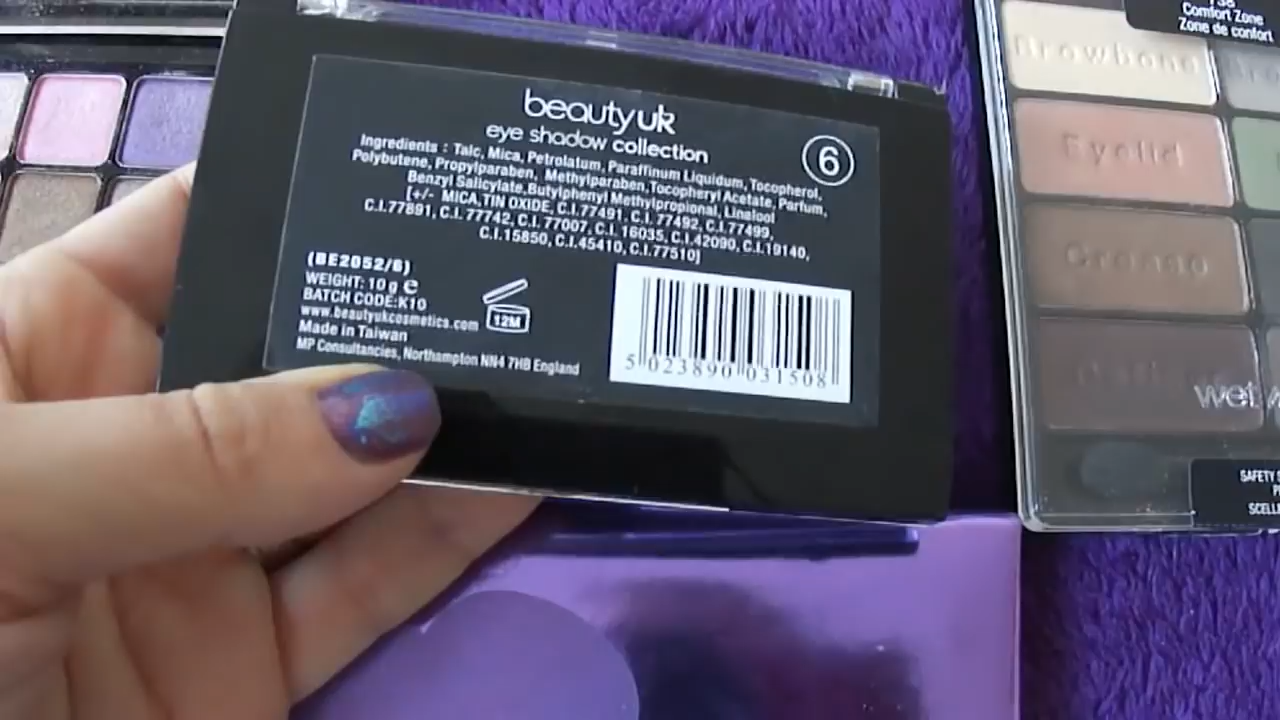 beauty uk
eye shadow collection
6
Ingredients : Talc, Mica, Petrolatum, Paraffinum Liquidum, Tocopherol,
Polybutene, Propylparaben, Methylparaben,Tocopheryl Acetate, Parfum,
Benzyl Salicylate,Butylphenyl Methylpropional, Linalool
[+/- MICA,TIN OXIDE, C.I.77491, C.I. 77492, C.I.77499,
C.I.77891, C.I. 77742, C.I. 77007, C.I. 16035, C.I.42090, C.I.19140,
C.I.15850, C.I.45410, C.I.77510]
(BE2052/6)
WEIGHT: 10 g e
BATCH CODE:K10
www.beautyukcosmetics.com
Made in Taiwan
MP Consultancies, Northampton NN4 7HB England
12M
5 023890 031508
Comfort Zone
Zone de confort
Browbone
Eyelid
Crease
wet
SAFETY
SCELLÉ